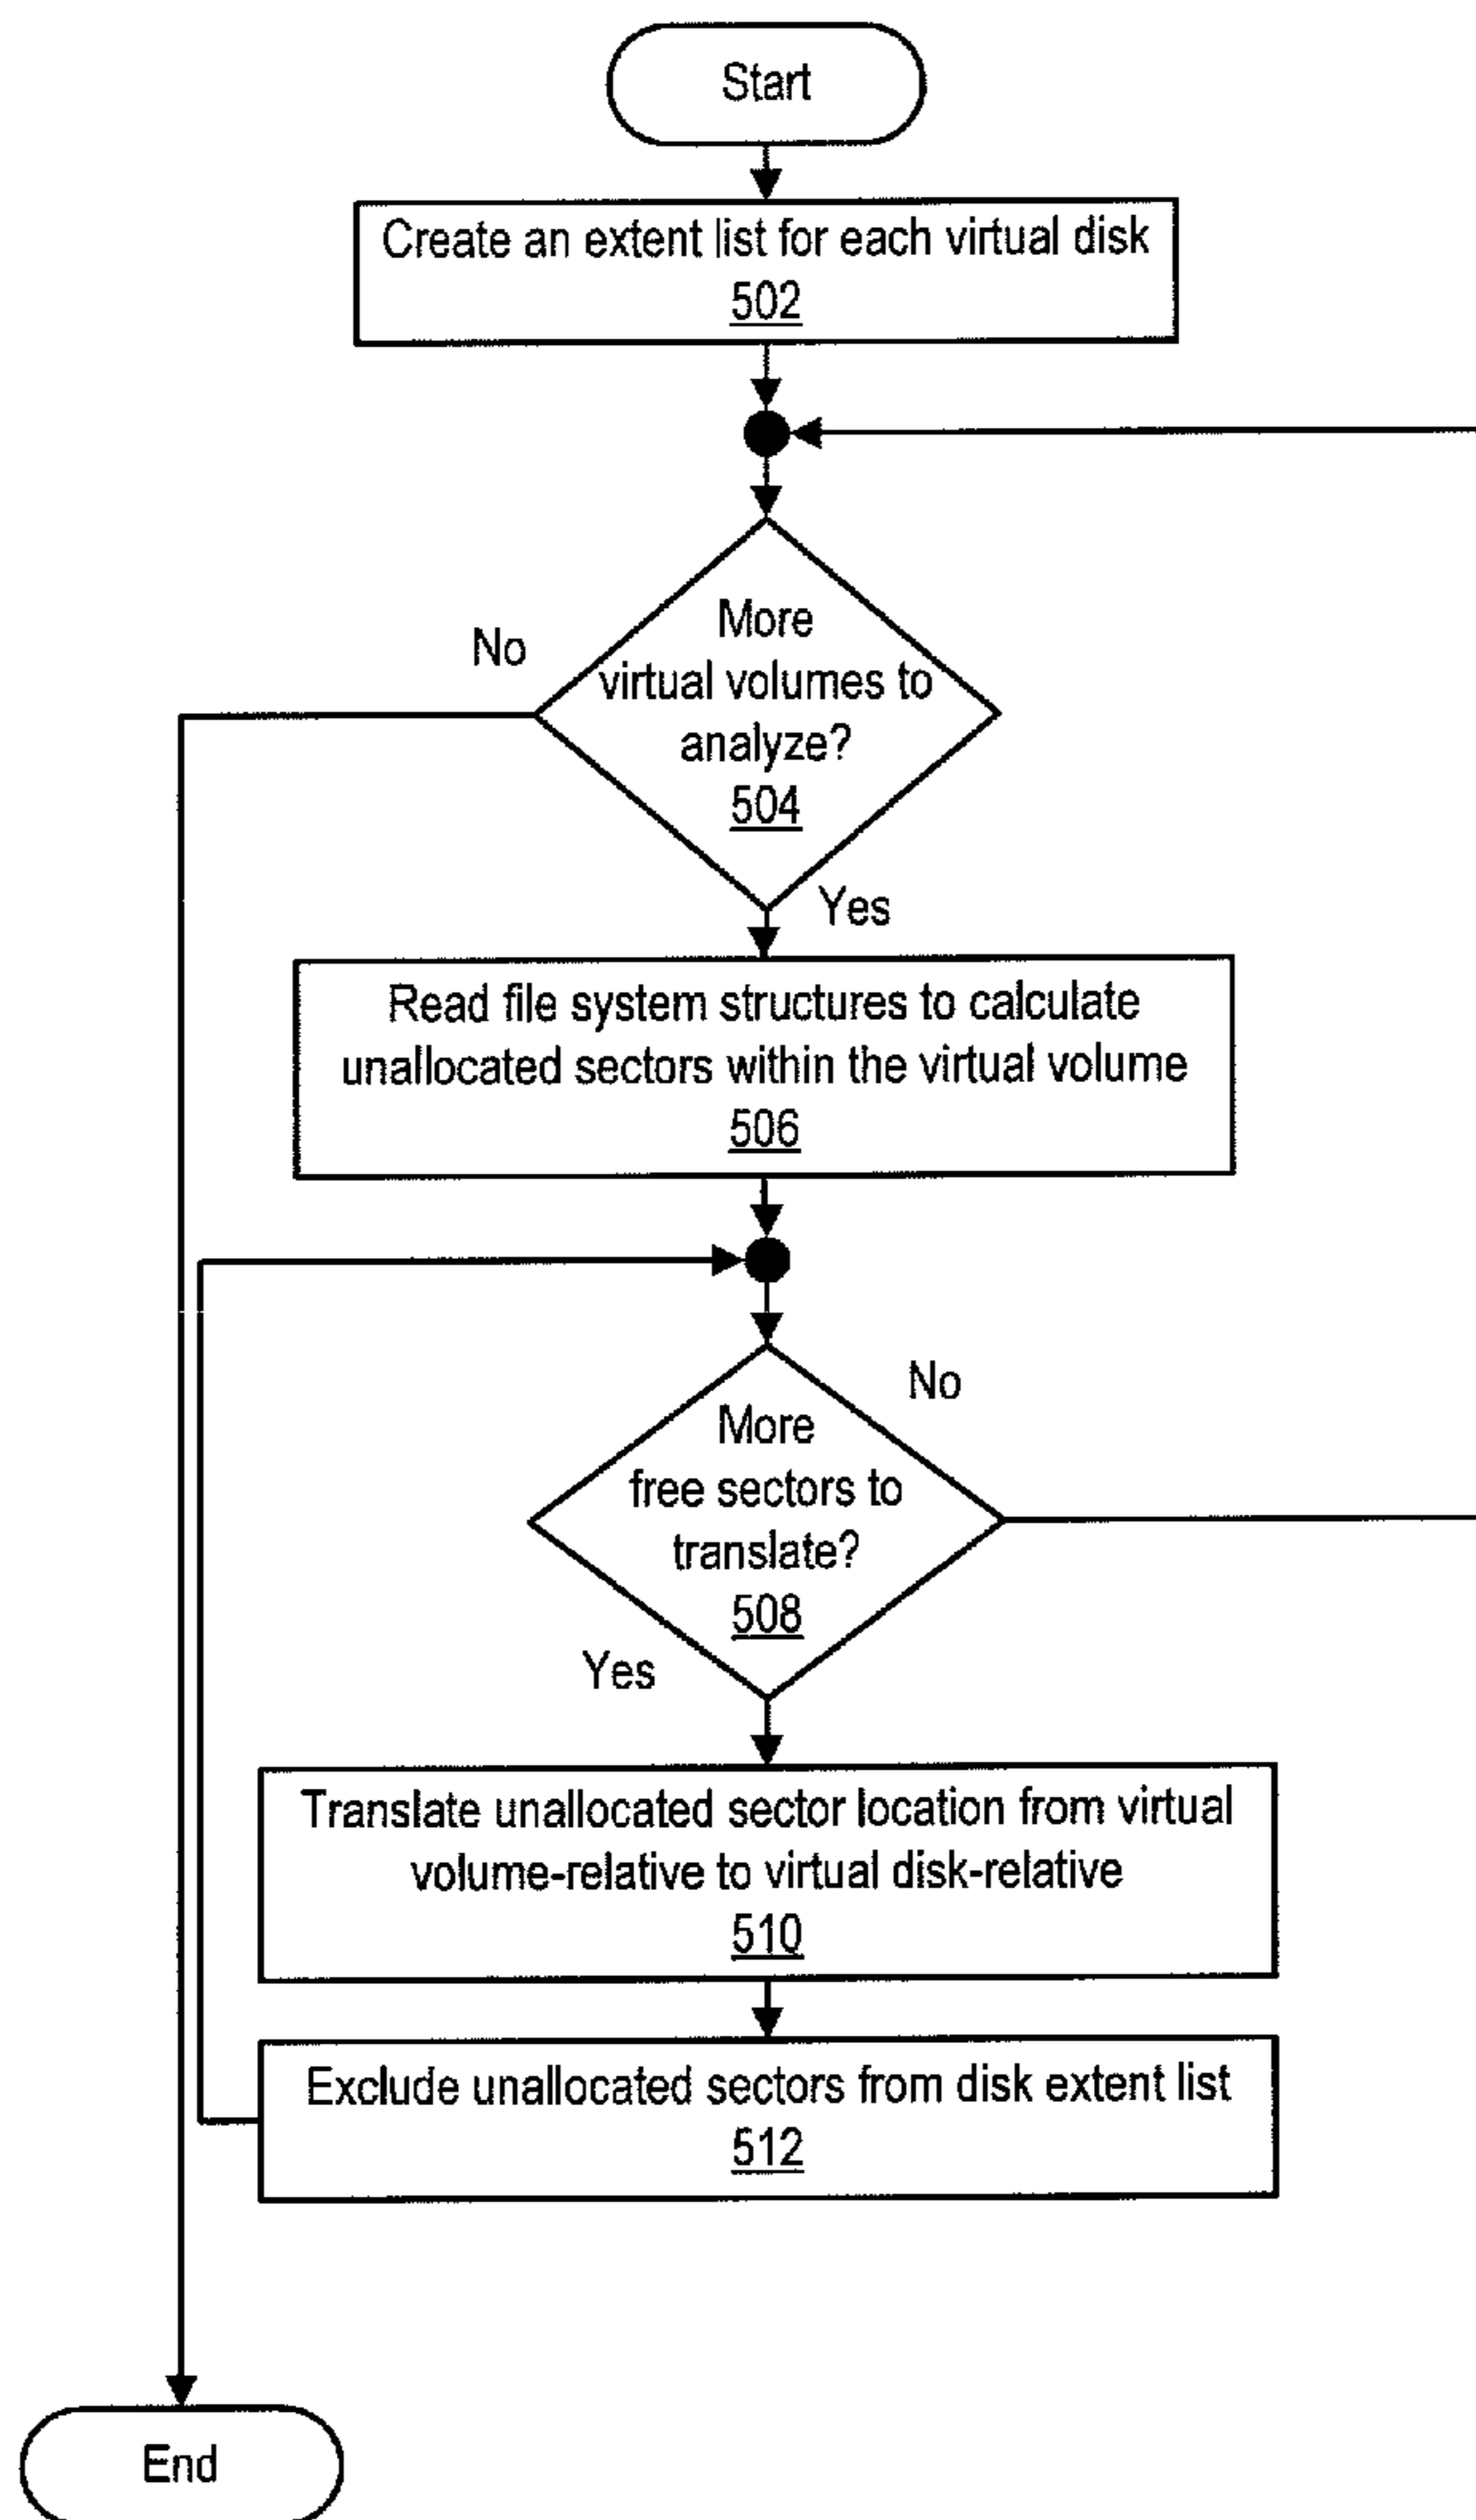 Start
Create an extent list for each virtual disk
502
No
More
virtual volumes to
analyze?
504
Yes
Read file system structures to calculate
unallocated sectors within the virtual volume
506
No
More
free sectors to
translate?
508
Yes
Translate unallocated sector location from virtual
volume-relative to virtual disk-relative
510
Exclude unallocated sectors from disk extent list
512
End